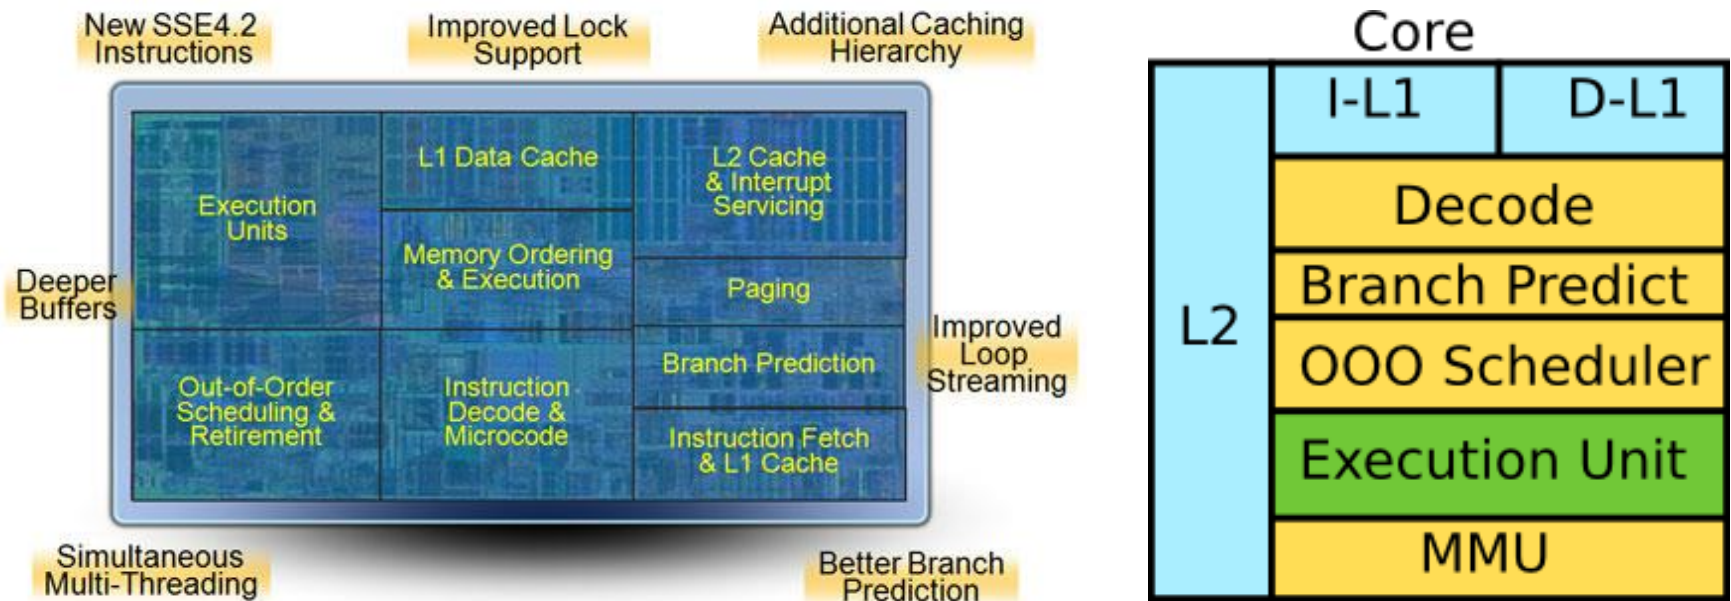 New SSE4.2
Instructions
Improved Lock
Support
Additional Caching
Hierarchy
Execution
Units
L1 Data Cache
L2 Cache
& Interrupt
Servicing
Memory Ordering
& Execution
Paging
Deeper
Buffers
Out-of-Order
Scheduling &
Retirement
Instruction
Decode &
Microcode
Branch Prediction
Instruction Fetch
& L1 Cache
Improved
Loop
Streaming
Simultaneous
Multi-Threading
Better Branch
Prediction
Core
L2
I-L1
D-L1
Decode
Branch Predict
OOO Scheduler
Execution Unit
MMU